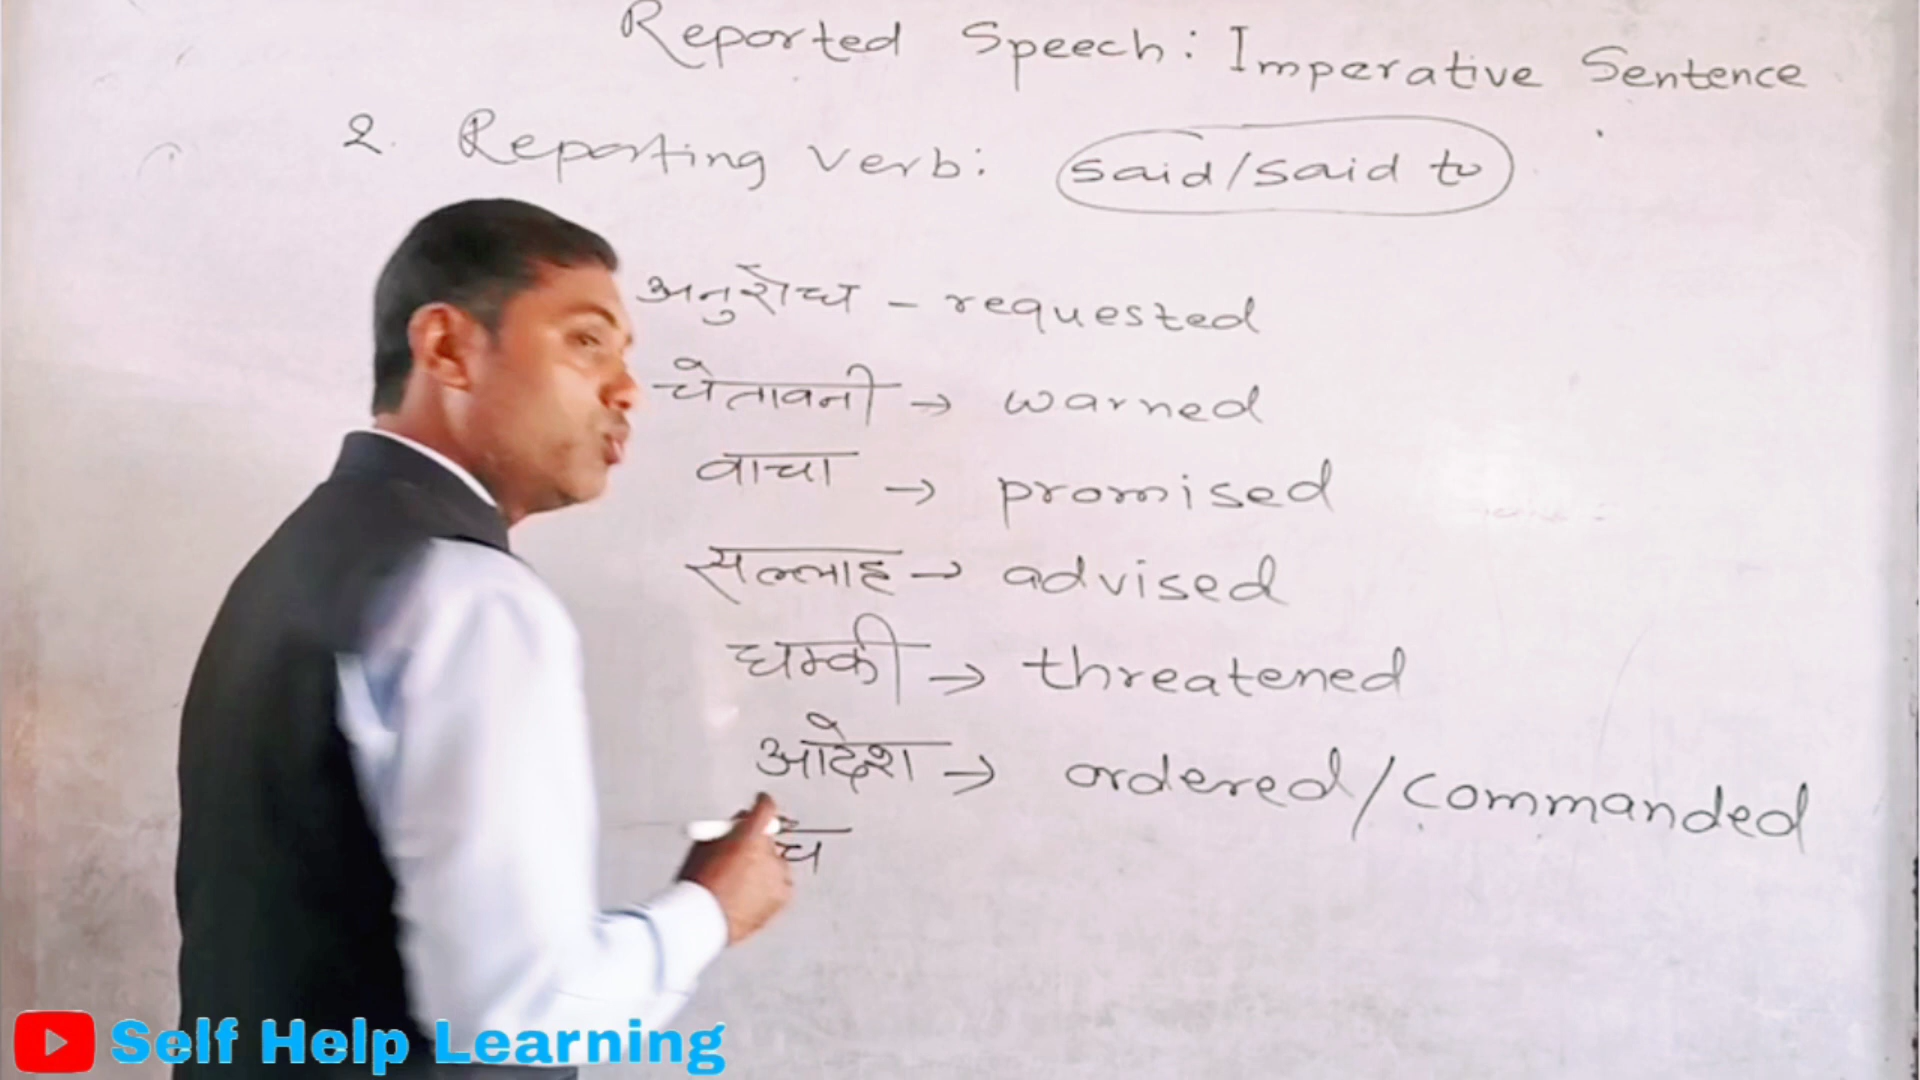 Reported Speech: Imperative Sentence
2. Reporting verb: said/said to
अनुरोध - requested
चेतावनी → warned
वाचा → promised
सल्लाह → advised
धम्की → threatened
आदेश → ordered/commanded
Self Help Learning